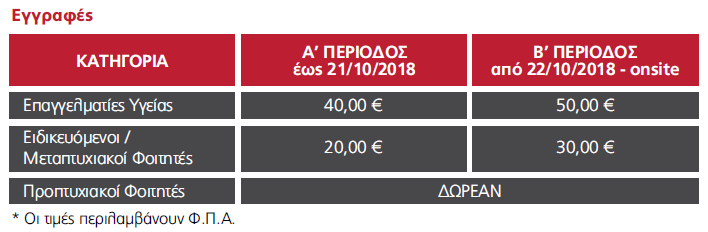 Εγγραφές
ΚΑΤΗΓΟΡΙΑ
Α’ ΠΕΡΙΟΔΟΣ
έως 21/10/2018
Β’ ΠΕΡΙΟΔΟΣ
από 22/10/2018 - onsite
Επαγγελματίες Υγείας
40,00 €
50,00 €
Ειδικευόμενοι /
Μεταπτυχιακοί Φοιτητές
20,00 €
30,00 €
Προπτυχιακοί Φοιτητές
ΔΩΡΕΑΝ
* Οι τιμές περιλαμβάνουν Φ.Π.Α.